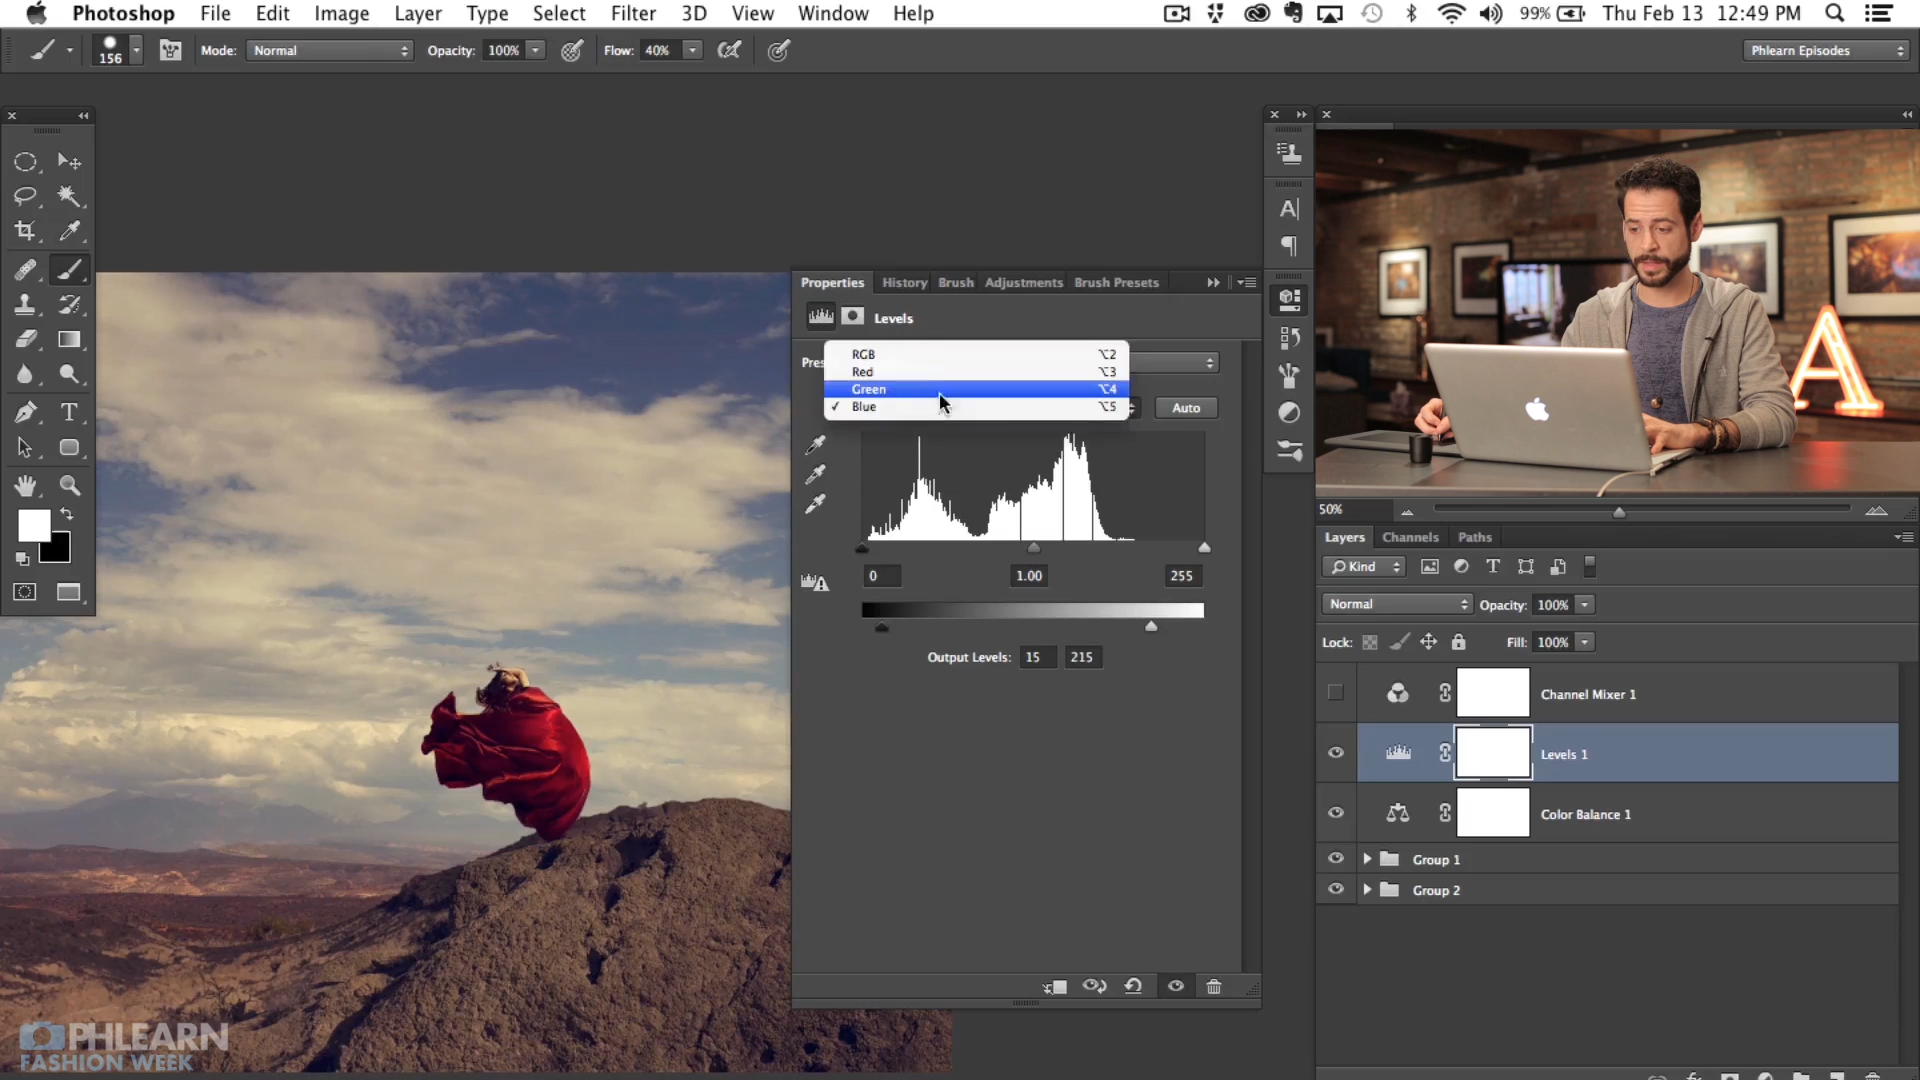 Photoshop File Edit Image Layer Type Select Filter 3D View Window Help 99% Thu Feb 13 12:49 PM
156 Mode: Normal Opacity: 100% Flow: 40% Phlearn Episodes
Properties History Brush Adjustments Brush Presets
Levels
Pres
RGB ⌥2
Red ⌥3
Green ⌥4
✓ Blue ⌥5
Auto
0 1.00 255
Output Levels: 15 215
A
50%
Layers Channels Paths
Kind
Normal Opacity: 100%
Lock: Fill: 100%
Channel Mixer 1
Levels 1
Color Balance 1
Group 1
Group 2
PHLEARN
FASHION WEEK